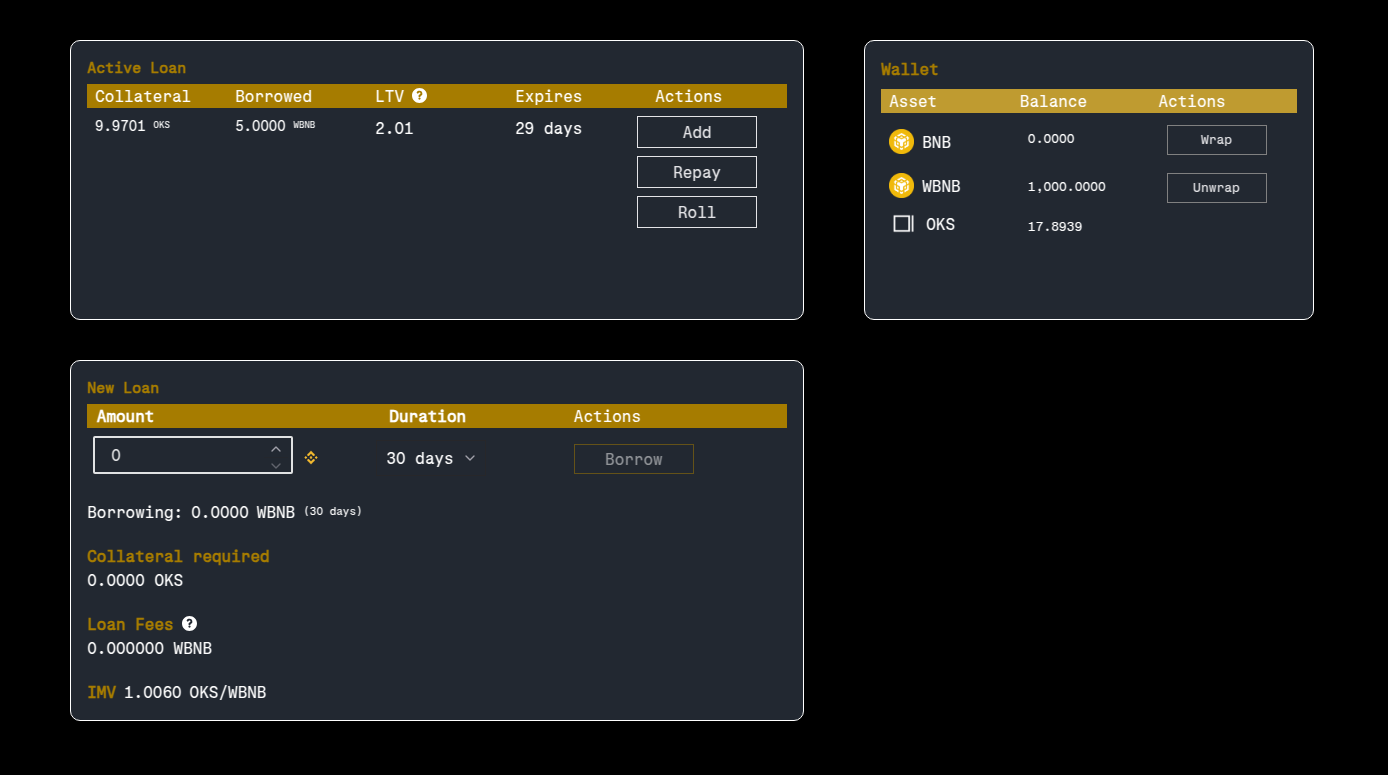 Active Loan
Collateral Borrowed LTV ? Expires Actions
9.9701 OKS 5.0000 WBNB 2.01 29 days Add
Repay
Roll
Wallet
Asset Balance Actions
BNB 0.0000 Wrap
WBNB 1,000.0000 Unwrap
OKS 17.8939
New Loan
Amount Duration Actions
0 30 days Borrow
Borrowing: 0.0000 WBNB (30 days)
Collateral required
0.0000 OKS
Loan Fees ?
0.000000 WBNB
IMV 1.0060 OKS/WBNB